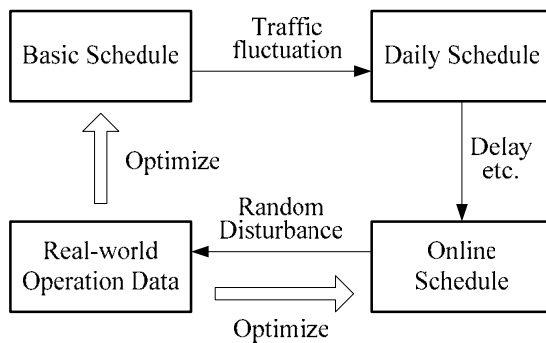 Basic Schedule
Traffic
fluctuation
Daily Schedule
Optimize
Delay
etc.
Real-world
Operation Data
Random
Disturbance
Online
Schedule
Optimize